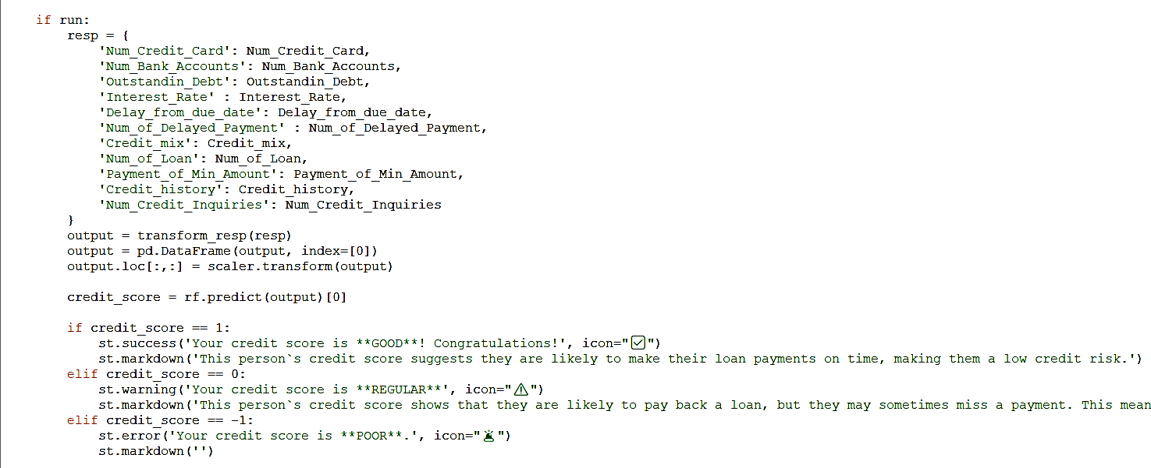 if run:
    resp = {
        'Num_Credit_Card': Num_Credit_Card,
        'Num_Bank_Accounts': Num_Bank_Accounts,
        'Outstandin_Debt': Outstandin_Debt,
        'Interest_Rate' : Interest_Rate,
        'Delay_from_due_date': Delay_from_due_date,
        'Num_of_Delayed_Payment' : Num_of_Delayed_Payment,
        'Credit_mix': Credit_mix,
        'Num_of_Loan': Num_of_Loan,
        'Payment_of_Min_Amount': Payment_of_Min_Amount,
        'Credit_history': Credit_history,
        'Num_Credit_Inquiries': Num_Credit_Inquiries
    }
    output = transform_resp(resp)
    output = pd.DataFrame(output, index=[0])
    output.loc[:,:] = scaler.transform(output)

    credit_score = rf.predict(output)[0]

    if credit_score == 1:
        st.success('Your credit score is **GOOD**! Congratulations!', icon="✅")
        st.markdown('This person`s credit score suggests they are likely to make their loan payments on time, making them a low credit risk.')
    elif credit_score == 0:
        st.warning('Your credit score is **REGULAR**', icon="⚠")
        st.markdown('This person`s credit score shows that they are likely to pay back a loan, but they may sometimes miss a payment. This mean
    elif credit_score == -1:
        st.error('Your credit score is **POOR**.', icon="🚨")
        st.markdown('')